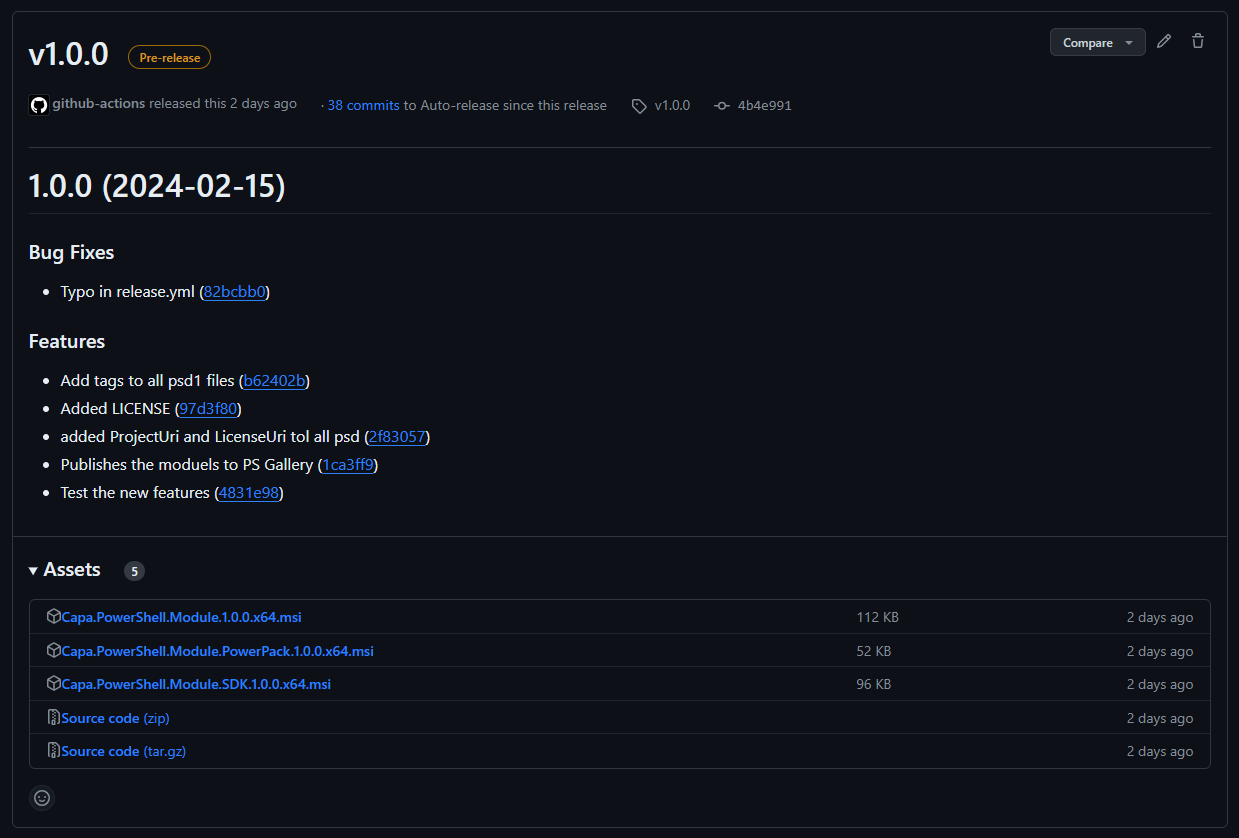 v1.0.0 Pre-release Compare
github-actions released this 2 days ago · 38 commits to Auto-release since this release v1.0.0 4b4e991
1.0.0 (2024-02-15)
Bug Fixes
• Typo in release.yml (82bcbb0)
Features
• Add tags to all psd1 files (b62402b)
• Added LICENSE (97d3f80)
• added ProjectUri and LicenseUri tol all psd (2f83057)
• Publishes the moduels to PS Gallery (1ca3ff9)
• Test the new features (4831e98)
Assets 5
Capa.PowerShell.Module.1.0.0.x64.msi 112 KB 2 days ago
Capa.PowerShell.Module.PowerPack.1.0.0.x64.msi 52 KB 2 days ago
Capa.PowerShell.Module.SDK.1.0.0.x64.msi 96 KB 2 days ago
Source code (zip) 2 days ago
Source code (tar.gz) 2 days ago